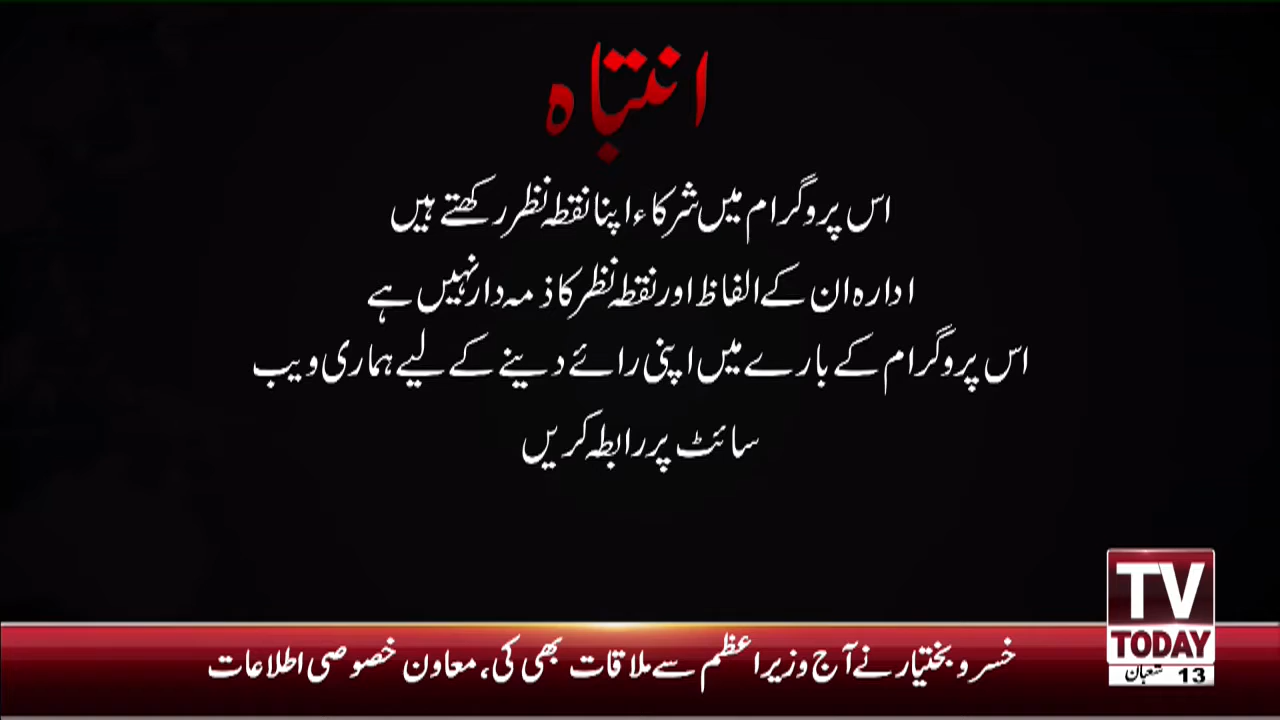 انتباہ
اس پروگرام میں شرکاء اپنا نقطہ نظر رکھتے ہیں
ادارہ ان کے الفاظ اور نقطہ نظر کا ذمہ دار نہیں ہے
اس پروگرام کے بارے میں اپنی رائے دینے کے لیے ہماری ویب
سائٹ پر رابطہ کریں
TV
TODAY
13 شعبان
خسرو بختیار نے آج وزیراعظم سے ملاقات بھی کی، معاون خصوصی اطلاعات